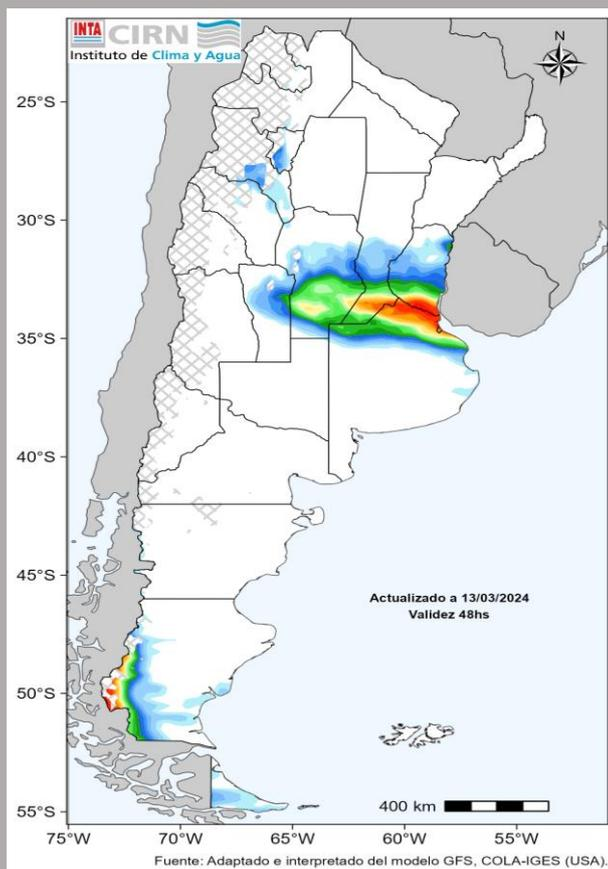 INTA CIRN
Instituto de Clima y Agua
N
25°S
30°S
35°S
40°S
45°S
50°S
55°S
Actualizado a 13/03/2024
Validez 48hs
400 km
75°W 70°W 65°W 60°W 55°W
Fuente: Adaptado e interpretado del modelo GFS, COLA-IGES (USA).